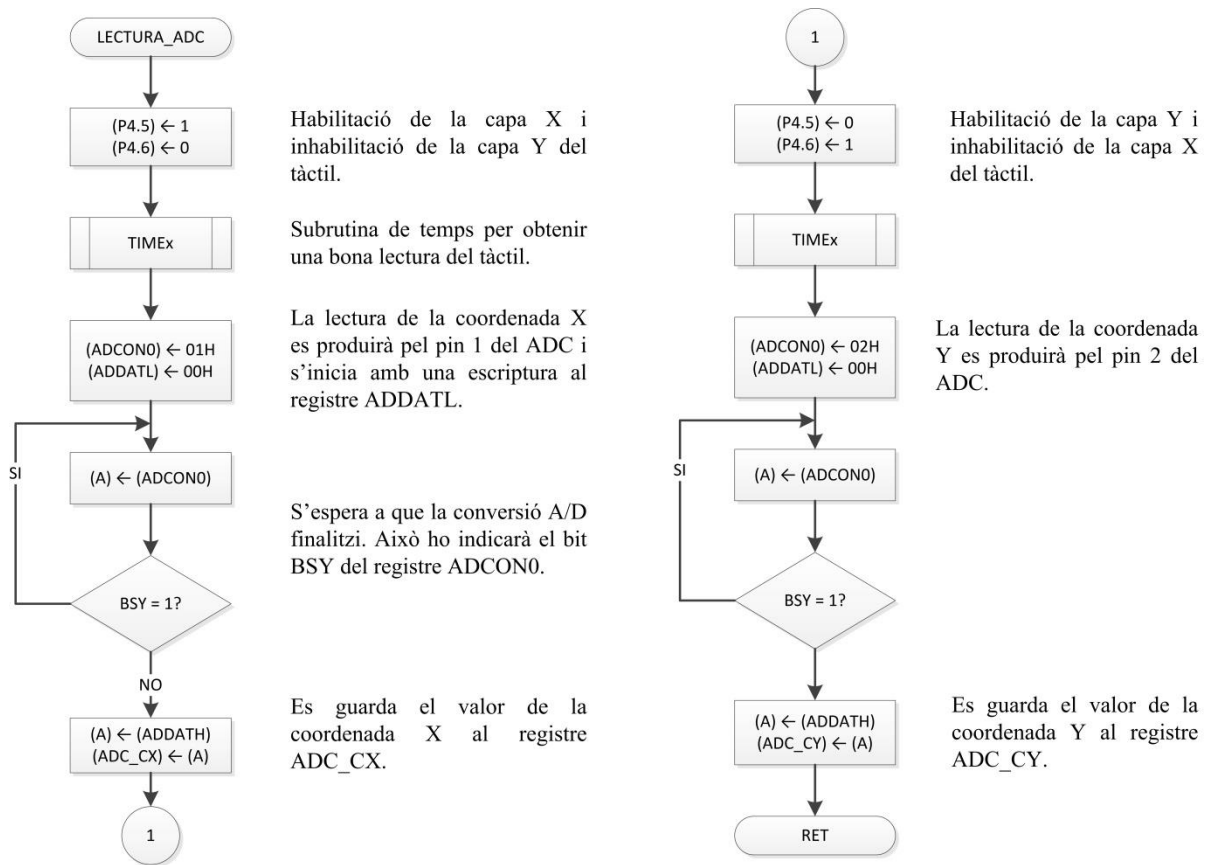 LECTURA_ADC
(P4.5) ← 1
(P4.6) ← 0
Habilitació de la capa X i
inhabilitació de la capa Y del
tàctil.
TIMEx
Subrutina de temps per obtenir
una bona lectura del tàctil.
(ADCON0) ← 01H
(ADDATL) ← 00H
La lectura de la coordenada X
es produirà pel pin 1 del ADC i
s'inicia amb una escriptura al
registre ADDATL.
SI
(A) ← (ADCON0)
S'espera a que la conversió A/D
finalitzi. Això ho indicarà el bit
BSY del registre ADCON0.
BSY = 1?
NO
(A) ← (ADDATH)
(ADC_CX) ← (A)
Es guarda el valor de la
coordenada X al registre
ADC_CX.
1
1
(P4.5) ← 0
(P4.6) ← 1
Habilitació de la capa Y i
inhabilitació de la capa X
del tàctil.
TIMEx
(ADCON0) ← 02H
(ADDATL) ← 00H
La lectura de la coordenada
Y es produirà pel pin 2 del
ADC.
SI
(A) ← (ADCON0)
BSY = 1?
(A) ← (ADDATH)
(ADC_CY) ← (A)
Es guarda el valor de la
coordenada Y al registre
ADC_CY.
RET